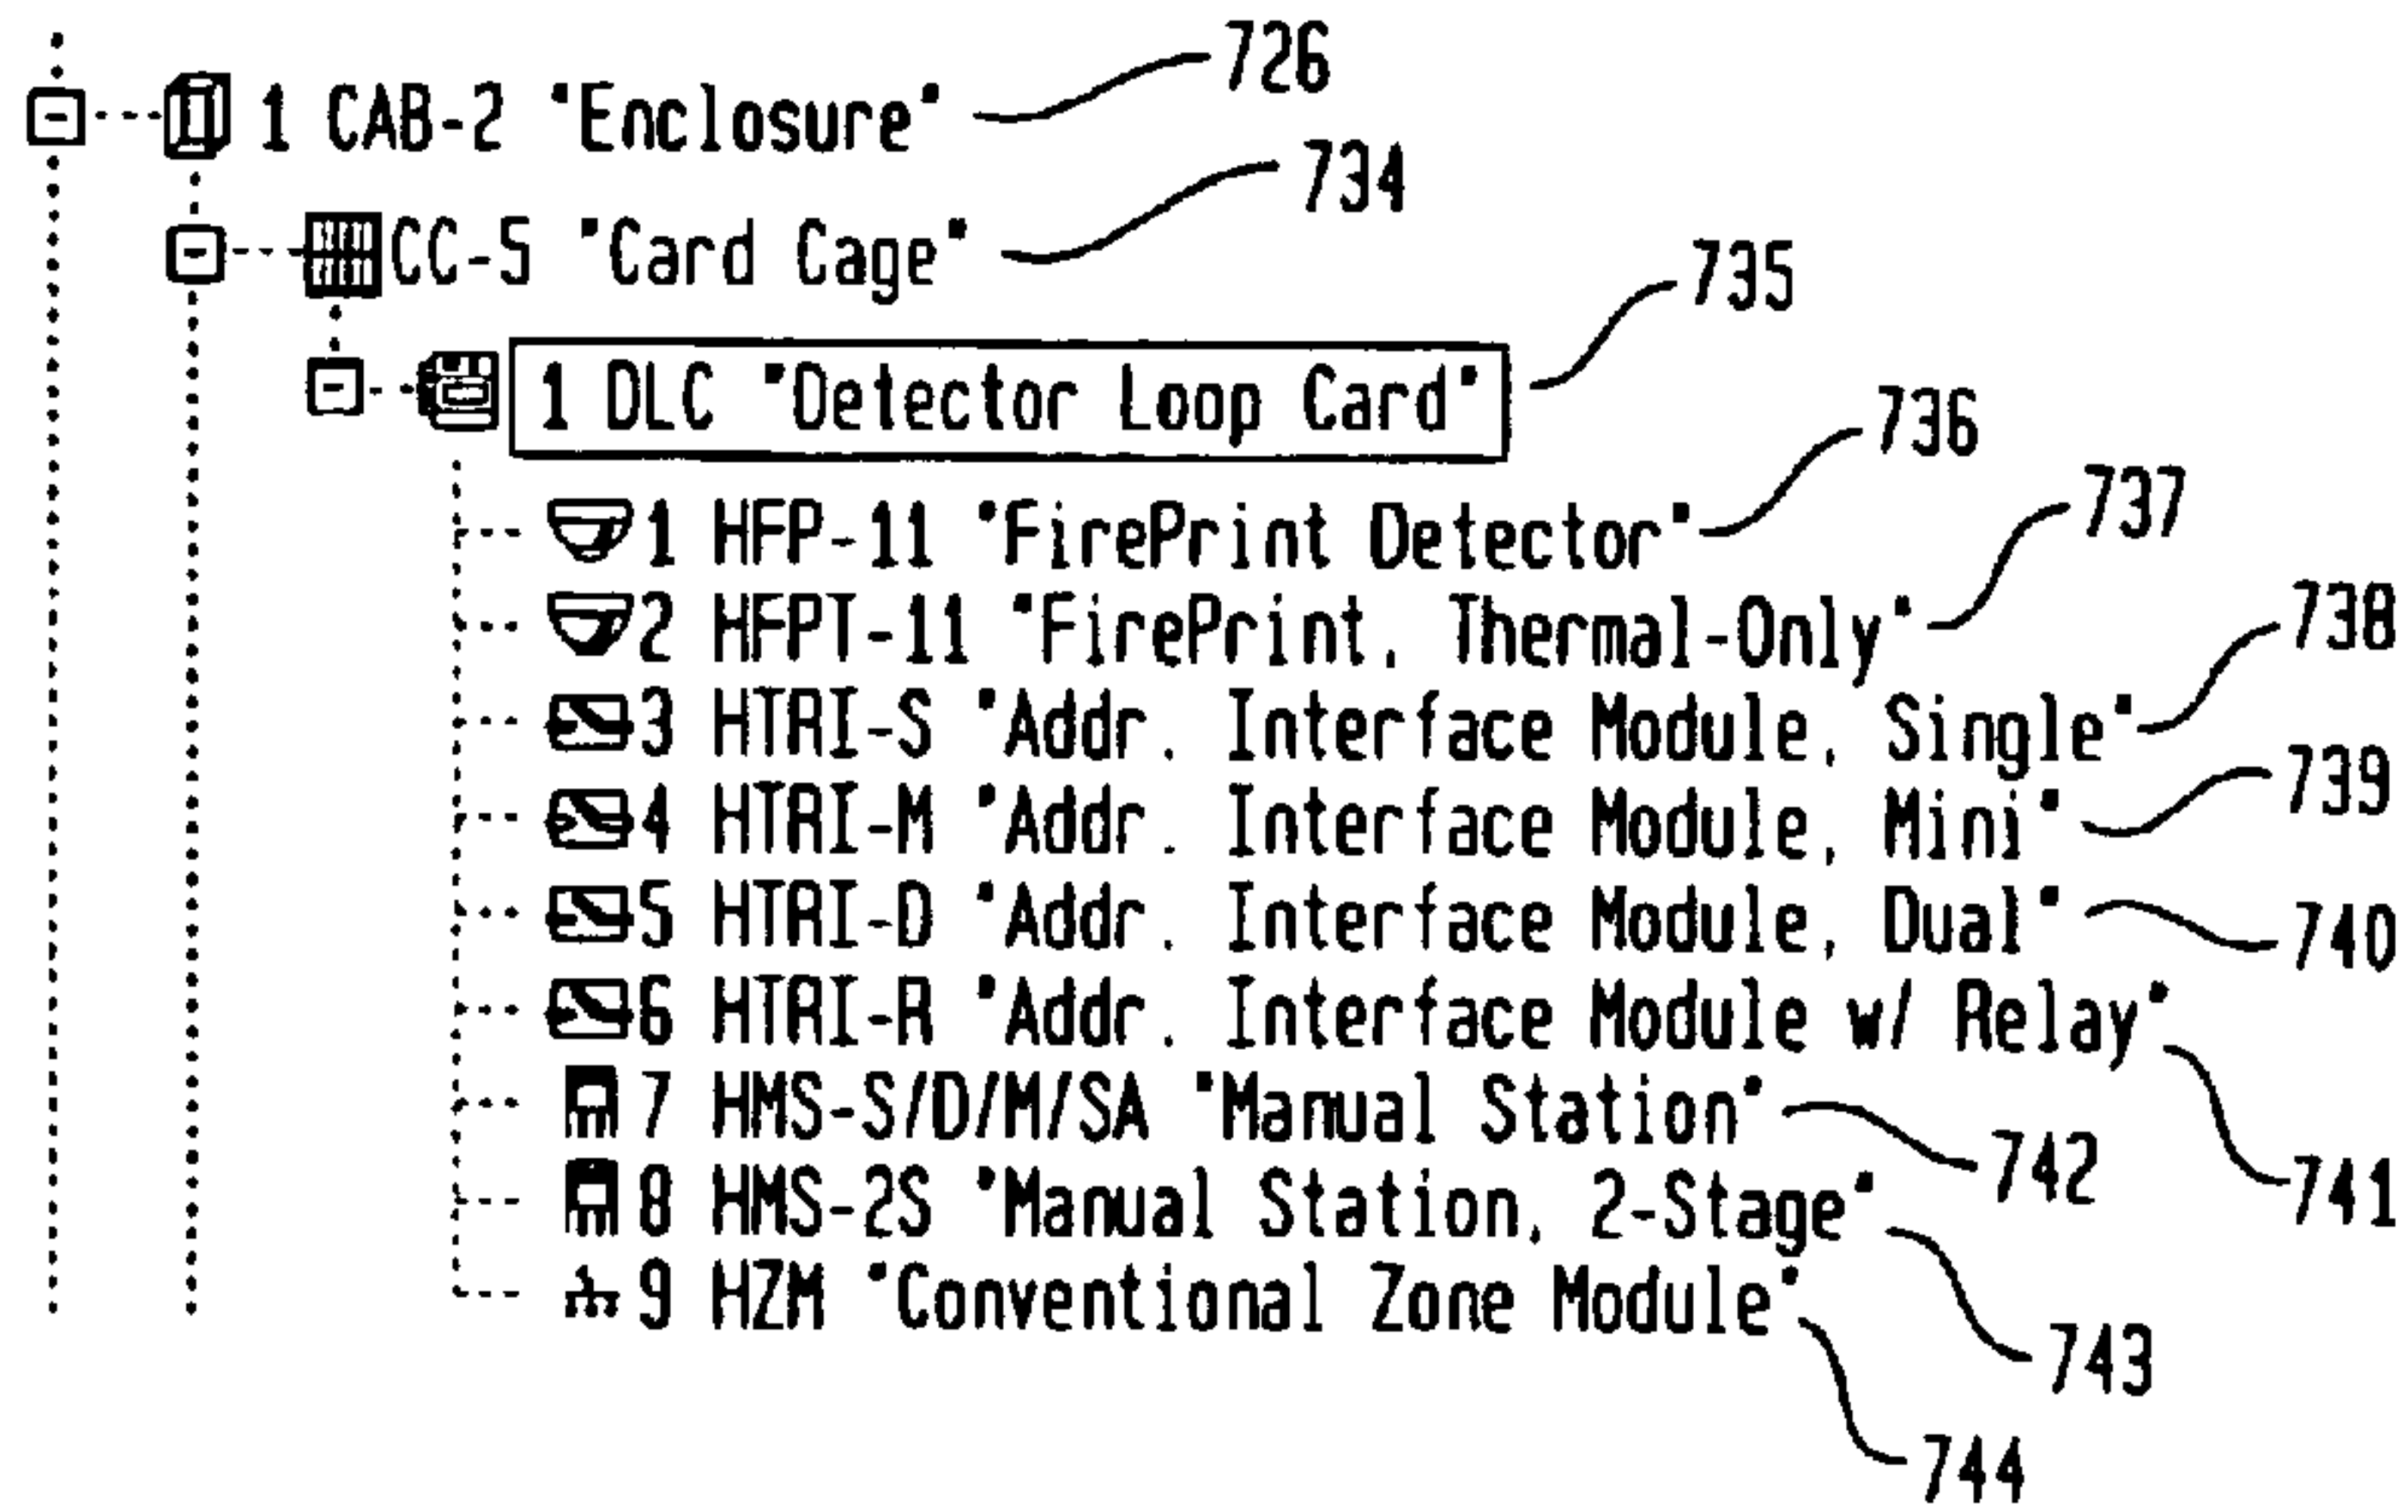 1 CAB-2 "Enclosure" 726
CC-5 "Card Cage" 734
1 DLC "Detector Loop Card" 735
1 HFP-11 "FirePrint Detector" 736
2 HFPT-11 "FirePrint, Thermal-Only" 737
3 HTRI-S "Addr. Interface Module, Single" 738
4 HTRI-M "Addr. Interface Module, Mini" 739
5 HTRI-D "Addr. Interface Module, Dual" 740
6 HTRI-R "Addr. Interface Module w/ Relay" 741
7 HMS-S/D/M/SA "Manual Station" 742
8 HMS-2S "Manual Station, 2-Stage" 743
9 HZM "Conventional Zone Module" 744